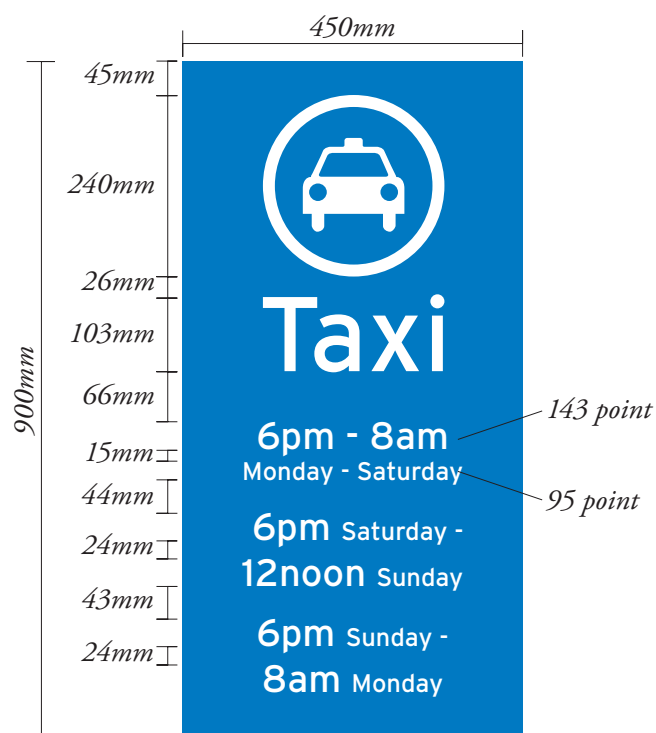 450mm
45mm
240mm
26mm
Taxi
103mm
900mm
66mm
6pm - 8am
143 point
15mm
Monday - Saturday
44mm
95 point
6pm Saturday -
24mm
12noon Sunday
43mm
6pm Sunday -
24mm
8am Monday